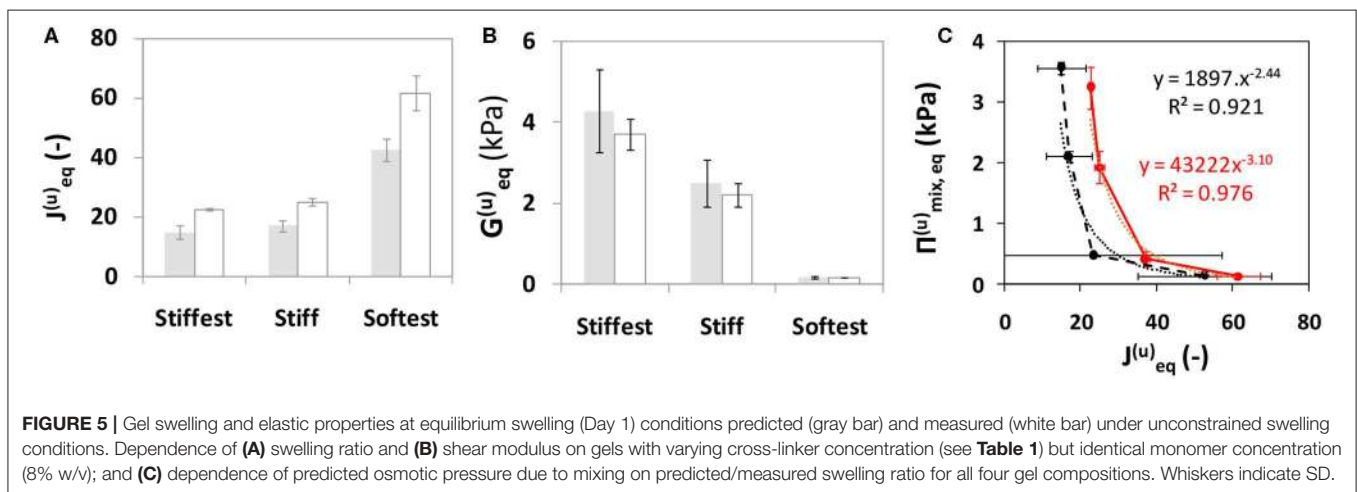 A
80
60
40
20
0
J(u)eq (-)
Stiffest
Stiff
Softest
B
6
4
2
0
G(u)eq (kPa)
Stiffest
Stiff
Softest
C
4
3
2
1
0
Π(u)mix, eq (kPa)
y = 1897.x-2.44
R² = 0.921
y = 43222x-3.10
R² = 0.976
0 20 40 60 80
J(u)eq (-)
FIGURE 5 | Gel swelling and elastic properties at equilibrium swelling (Day 1) conditions predicted (gray bar) and measured (white bar) under unconstrained swelling
conditions. Dependence of (A) swelling ratio and (B) shear modulus on gels with varying cross-linker concentration (see Table 1) but identical monomer concentration
(8% w/v); and (C) dependence of predicted osmotic pressure due to mixing on predicted/measured swelling ratio for all four gel compositions. Whiskers indicate SD.